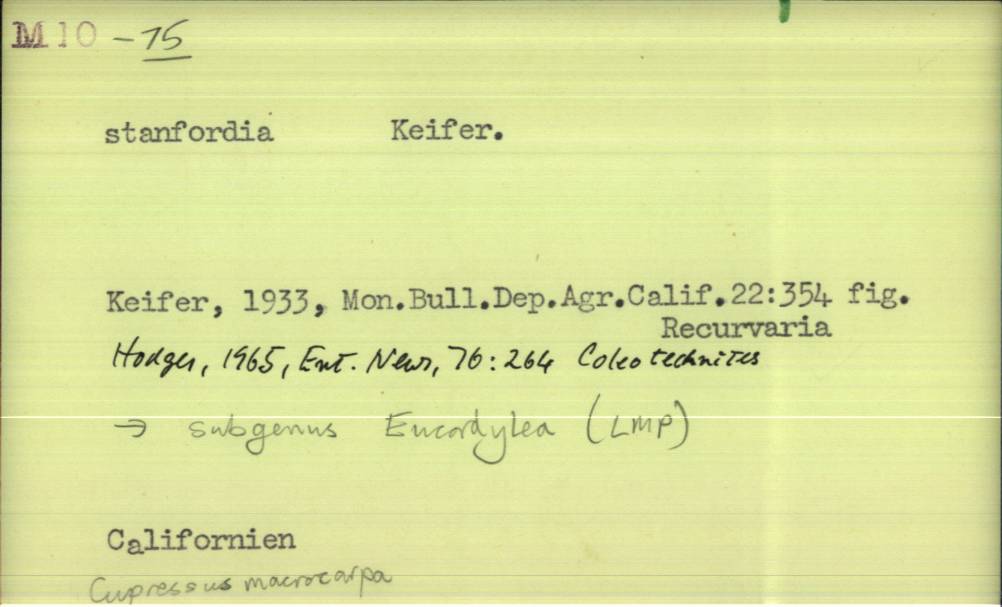 M 10 - 15
stanfordia Keifer.
Keifer, 1933, Mon.Bull.Dep.Agr.Calif.22:354 fig.
Recurvaria
Hodges, 1965, Ent. News, 76: 264 Coleotechnites
→ subgenus Eucordylea (LMP)
Californien
Cupressus macrocarpa